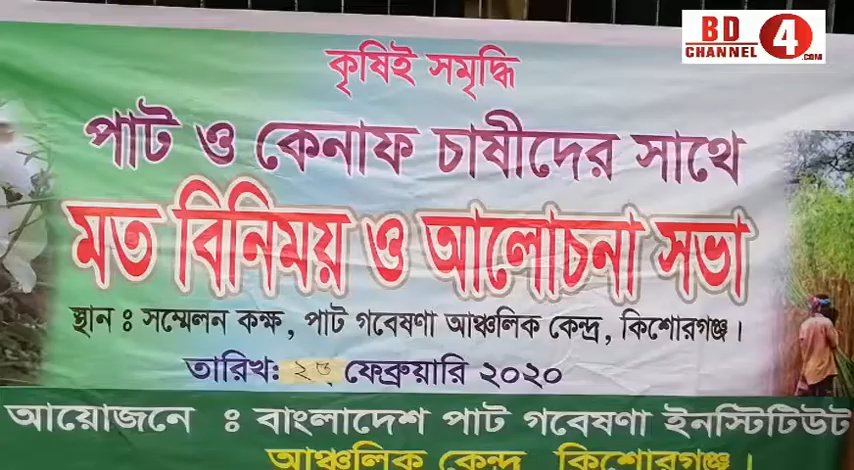 BD
CHANNEL 4 .COM
কৃষিই সমৃদ্ধি
পাট ও কেনাফ চাষীদের সাথে
মত বিনিময় ও আলোচনা সভা
স্থান ঃ সম্মেলন কক্ষ, পাট গবেষণা আঞ্চলিক কেন্দ্র, কিশোরগঞ্জ।
তারিখ: ফেব্রুয়ারি ২০২০
আয়োজনে ঃ বাংলাদেশ পাট গবেষণা ইনস্টিটিউট
আঞ্চলিক কেন্দ্র কিশোরগঞ্জ।